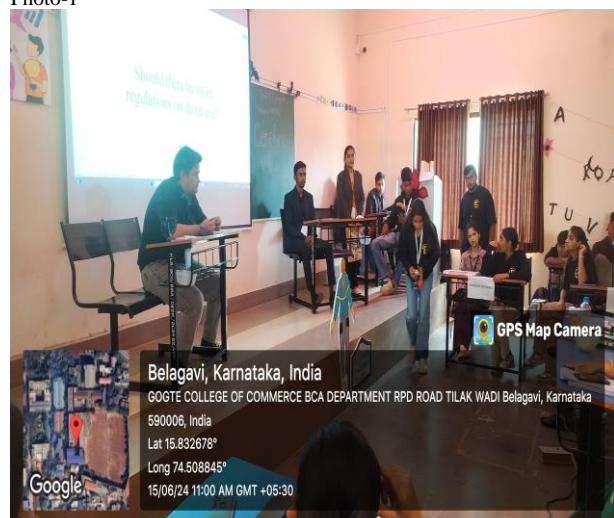 Photo-1
Should there be more
regulations on drone use?
GPS Map Camera
Belagavi, Karnataka, India
GOGTE COLLEGE OF COMMERCE BCA DEPARTMENT RPD ROAD TILAK WADI Belagavi, Karnataka
590006, India
Lat 15.832678°
Long 74.508845°
15/06/24 11:00 AM GMT +05:30
Google
A
T U V